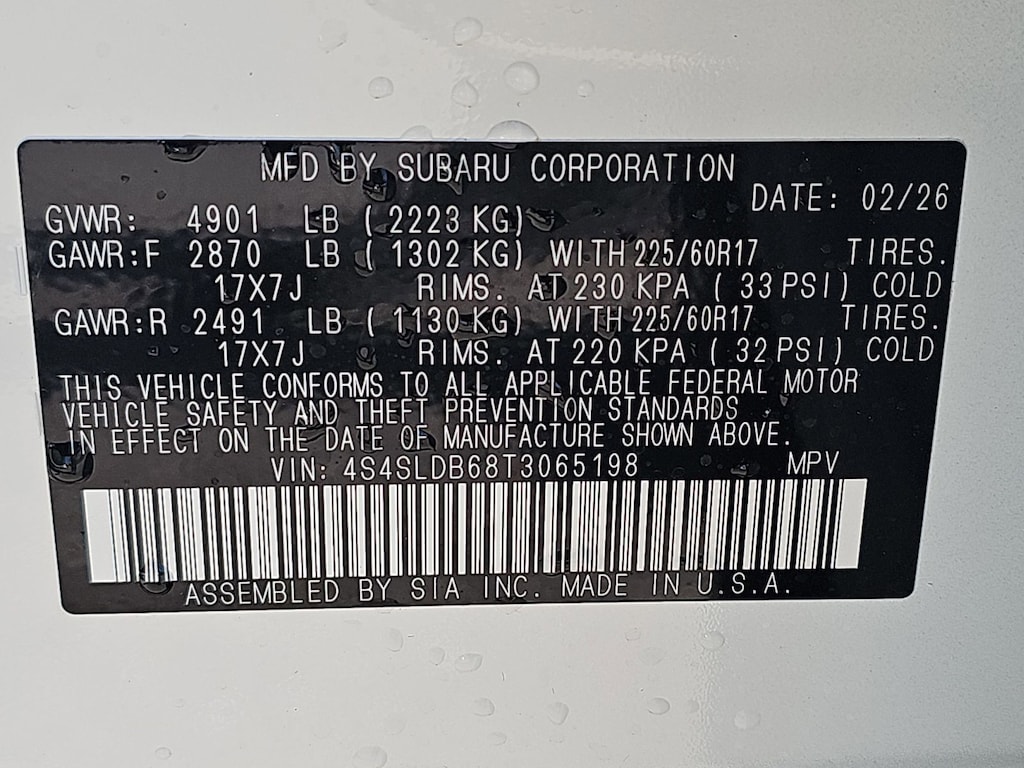 MFD BY SUBARU CORPORATION
DATE: 02/26
GVWR: 4901 LB ( 2223 KG)
GAWR:F 2870 LB ( 1302 KG) WITH 225/60R17 TIRES.
17X7J RIMS. AT 230 KPA ( 33 PSI) COLD
GAWR:R 2491 LB ( 1130 KG) WITH 225/60R17 TIRES.
17X7J RIMS. AT 220 KPA ( 32 PSI) COLD
THIS VEHICLE CONFORMS TO ALL APPLICABLE FEDERAL MOTOR
VEHICLE SAFETY AND THEFT PREVENTION STANDARDS
IN EFFECT ON THE DATE OF MANUFACTURE SHOWN ABOVE.
VIN: 4S4SLDB68T3065198 MPV
ASSEMBLED BY SIA INC. MADE IN U.S.A.